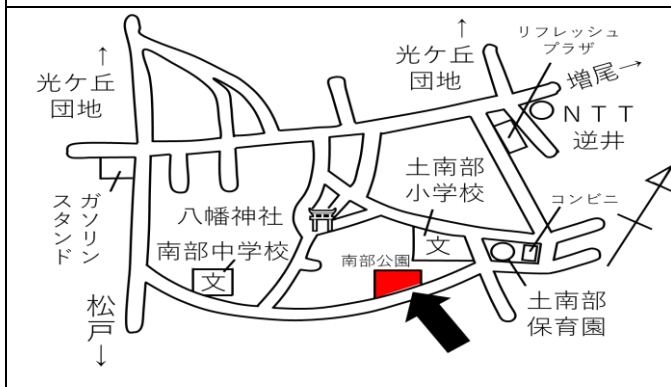 ↑
光ケ丘
団地
↑
光ケ丘
団地
リフレッシュ
プラザ
増尾→
NTT
逆井
ガソリン
スタンド
八幡神社
土南部
小学校
コンビニ
南部中学校
文
文
南部公園
松戸
↓
土南部
保育園